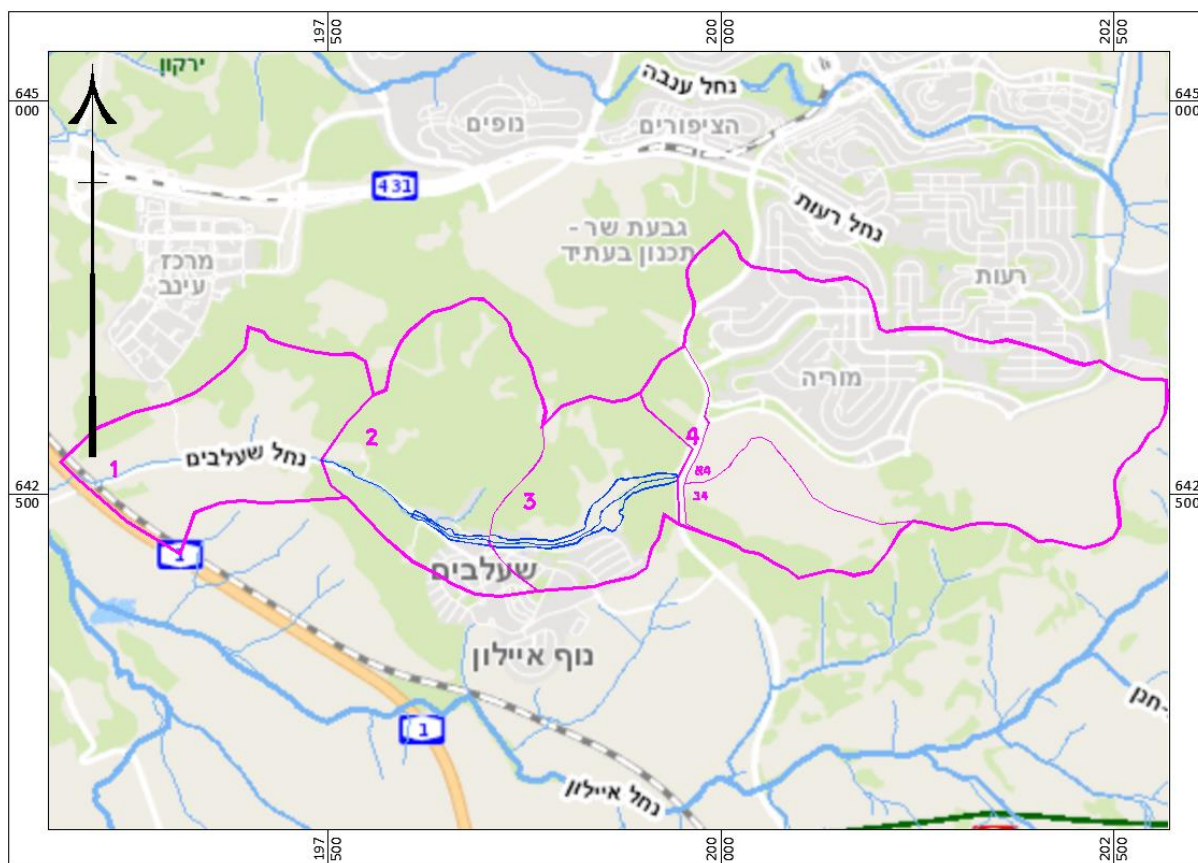 197
500
200
000
202
500
645
000
645
000
ירקון
נחל ענבה
נופים
הציפורים
431
נחל רעות
גבעת שר -
תכנון בעתיד
מרכז
עינב
רעות
מוריה
2
4
נחל שעלבים
1
א4
ב4
3
642
500
642
500
1
שעלבים
נוף איילון
1
נחל איילון
197
500
200
000
202
500